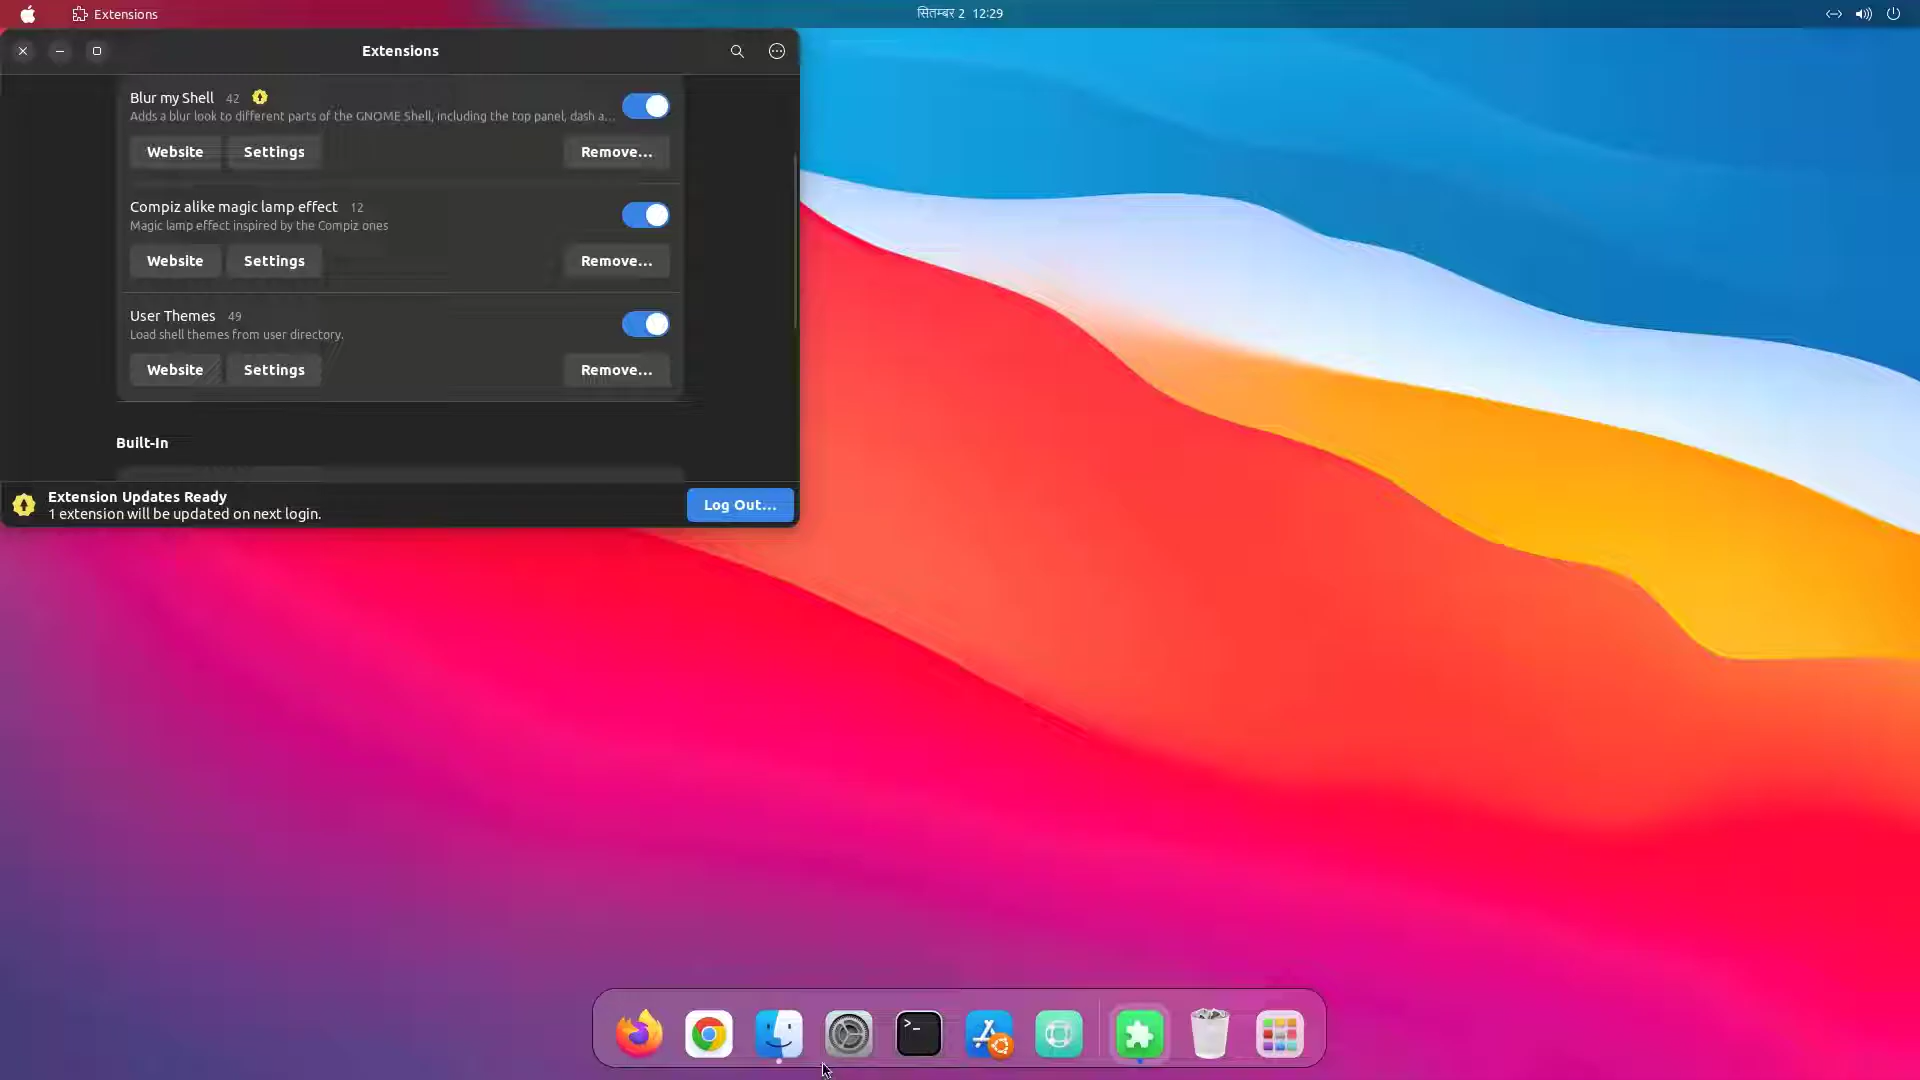 Extensions
सितम्बर 2 12:29
Extensions
Blur my Shell 42
Adds a blur look to different parts of the GNOME Shell, including the top panel, dash a...
Website Settings Remove...
Compiz alike magic lamp effect 12
Magic lamp effect inspired by the Compiz ones
Website Settings Remove...
User Themes 49
Load shell themes from user directory.
Website Settings Remove...
Built-In
Extension Updates Ready
1 extension will be updated on next login.
Log Out...
>_